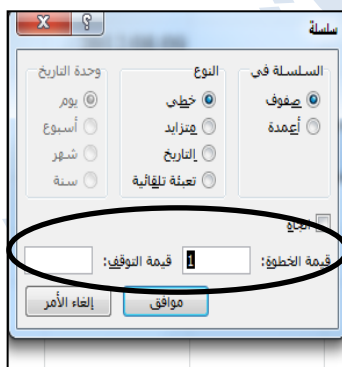 سلسلة
السلسلة في
صفوف
أعمدة
النوع
خطي
متزايد
التاريخ
تعبئة تلقائية
وحدة التاريخ
يوم
أسبوع
شهر
سنة
اتجاه
قيمة الخطوة: 1 قيمة التوقف:
موافق إلغاء الأمر